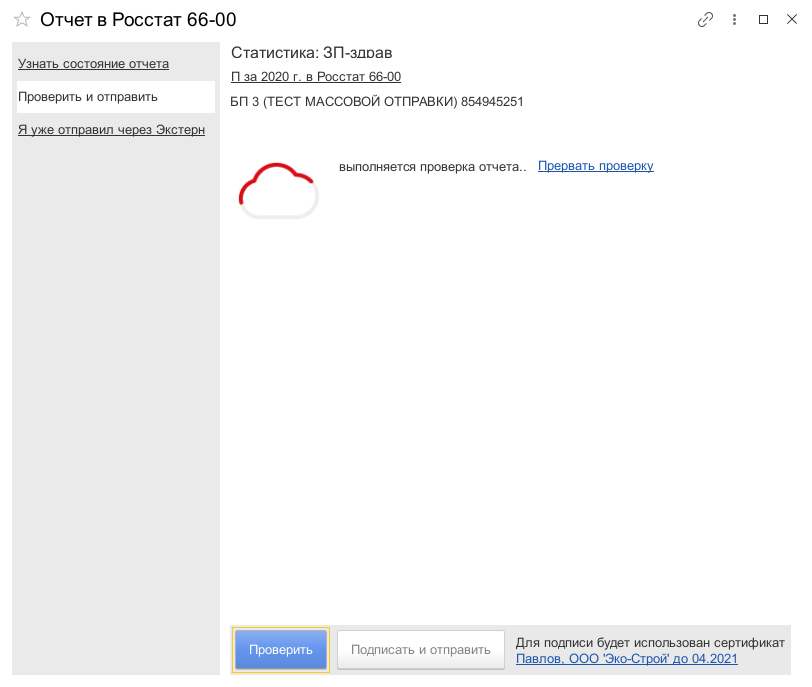 Отчет в Росстат 66-00
Узнать состояние отчета
Проверить и отправить
Я уже отправил через Экстерн
Статистика: ЗП-здрав
П за 2020 г. в Росстат 66-00
БП 3 (ТЕСТ МАССОВОЙ ОТПРАВКИ) 854945251
выполняется проверка отчета.. Прервать проверку
Проверить
Подписать и отправить
Для подписи будет использован сертификат
Павлов, ООО 'Эко-Строй' до 04.2021